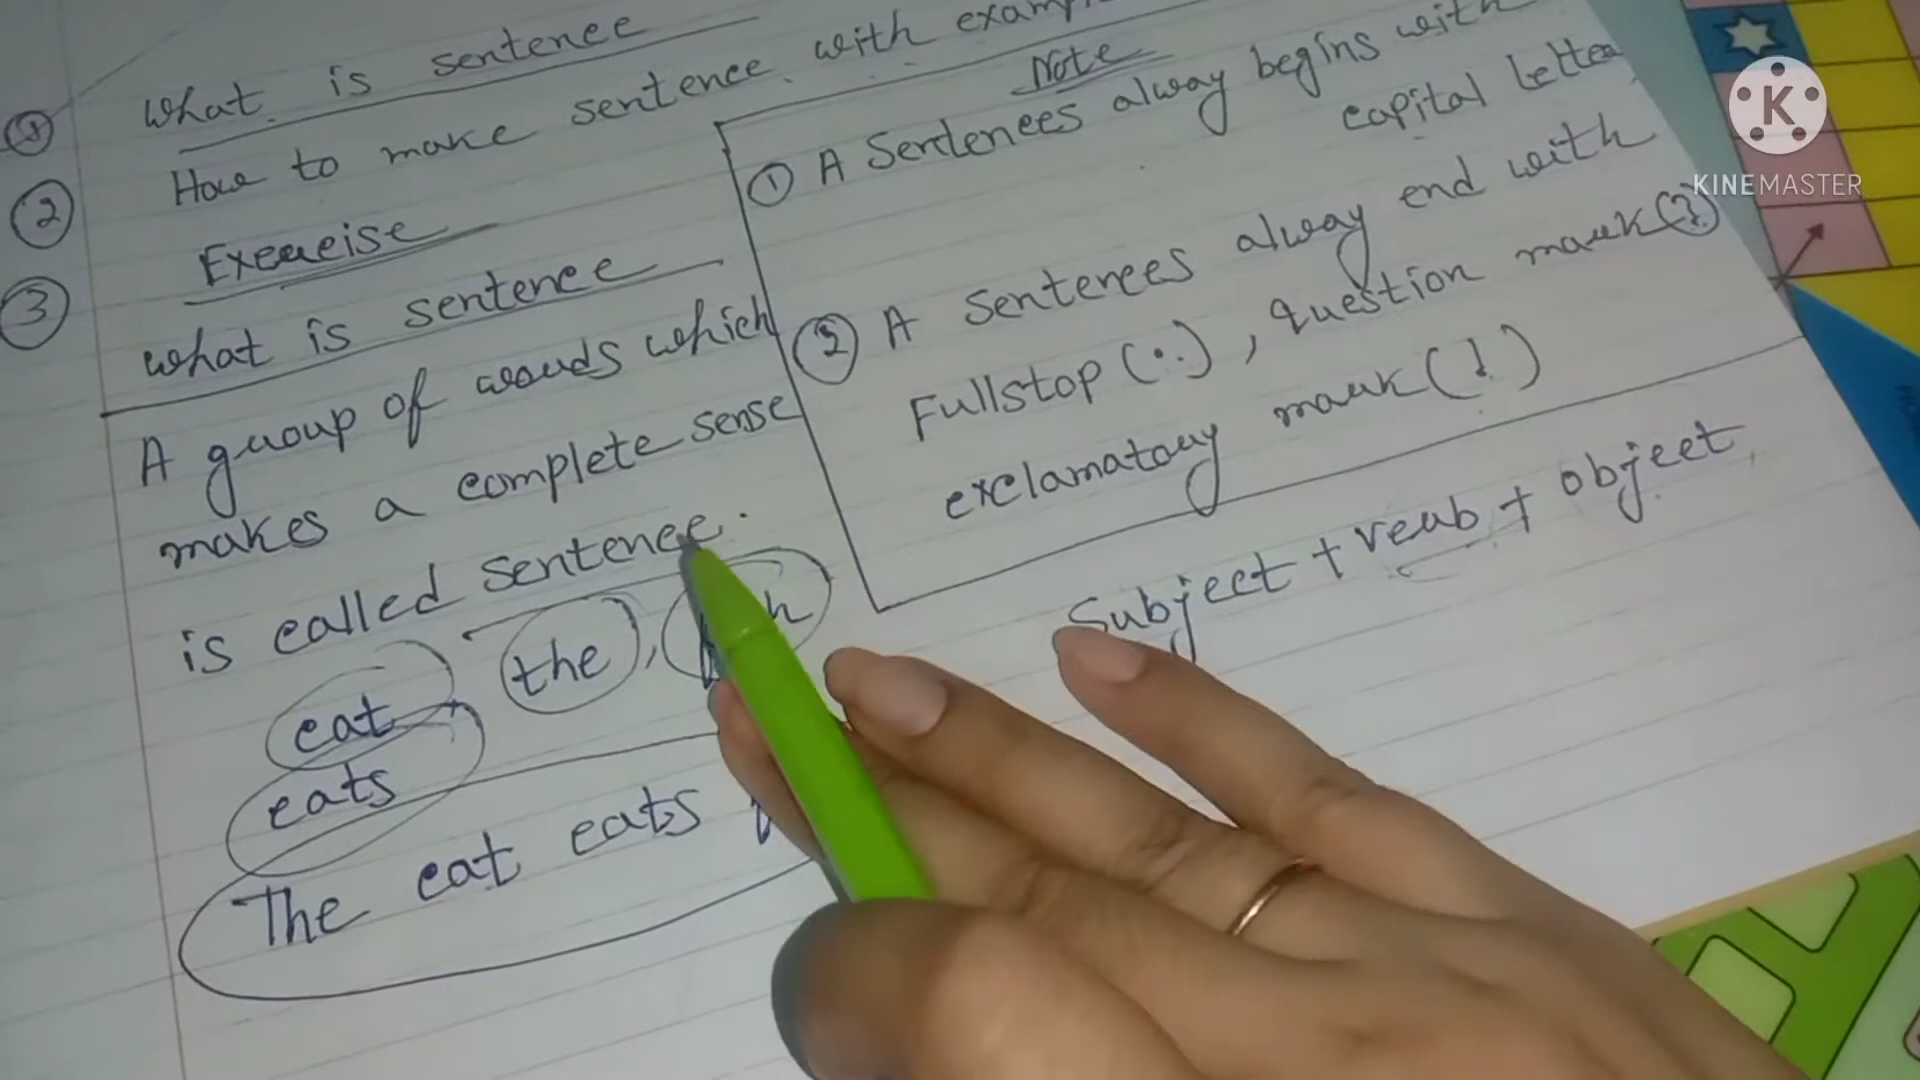 ① What is sentence
② How to make sentence with
③ Exercise
what is sentence
A group of words which
makes a complete sense
is called sentence.
cat the,
eats
The cat eats
Note
① A Sentences alway begins with
capital letter
② A sentences alway end with
Fullstop (.), question mark (?)
exclamatory mark (!)
Subject + verb + object
KINEMASTER